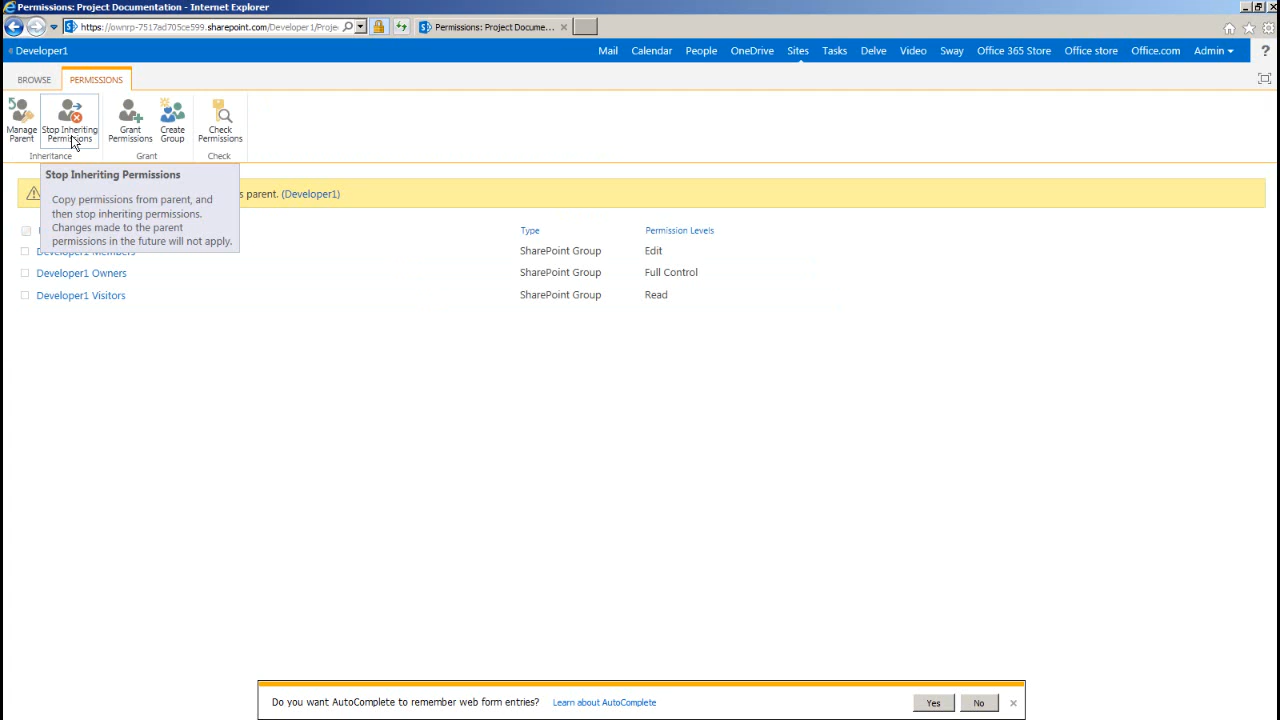 Permissions: Project Documentation - Internet Explorer
https://ownrp-7517ad705ce599.sharepoint.com/Developer1/Proje
Permissions: Project Docume...
Developer1
Mail Calendar People OneDrive Sites Tasks Delve Video Sway Office 365 Store Office store Office.com Admin ?
BROWSE PERMISSIONS
Manage Parent
Stop Inheriting Permissions
Grant Permissions
Create Group
Check Permissions
Inheritance Grant Check
Stop Inheriting Permissions
Copy permissions from parent, and
then stop inheriting permissions.
Changes made to the parent
permissions in the future will not apply.
s parent. (Developer1)
Type Permission Levels
Developer1 Members SharePoint Group Edit
Developer1 Owners SharePoint Group Full Control
Developer1 Visitors SharePoint Group Read
Do you want AutoComplete to remember web form entries? Learn about AutoComplete Yes No